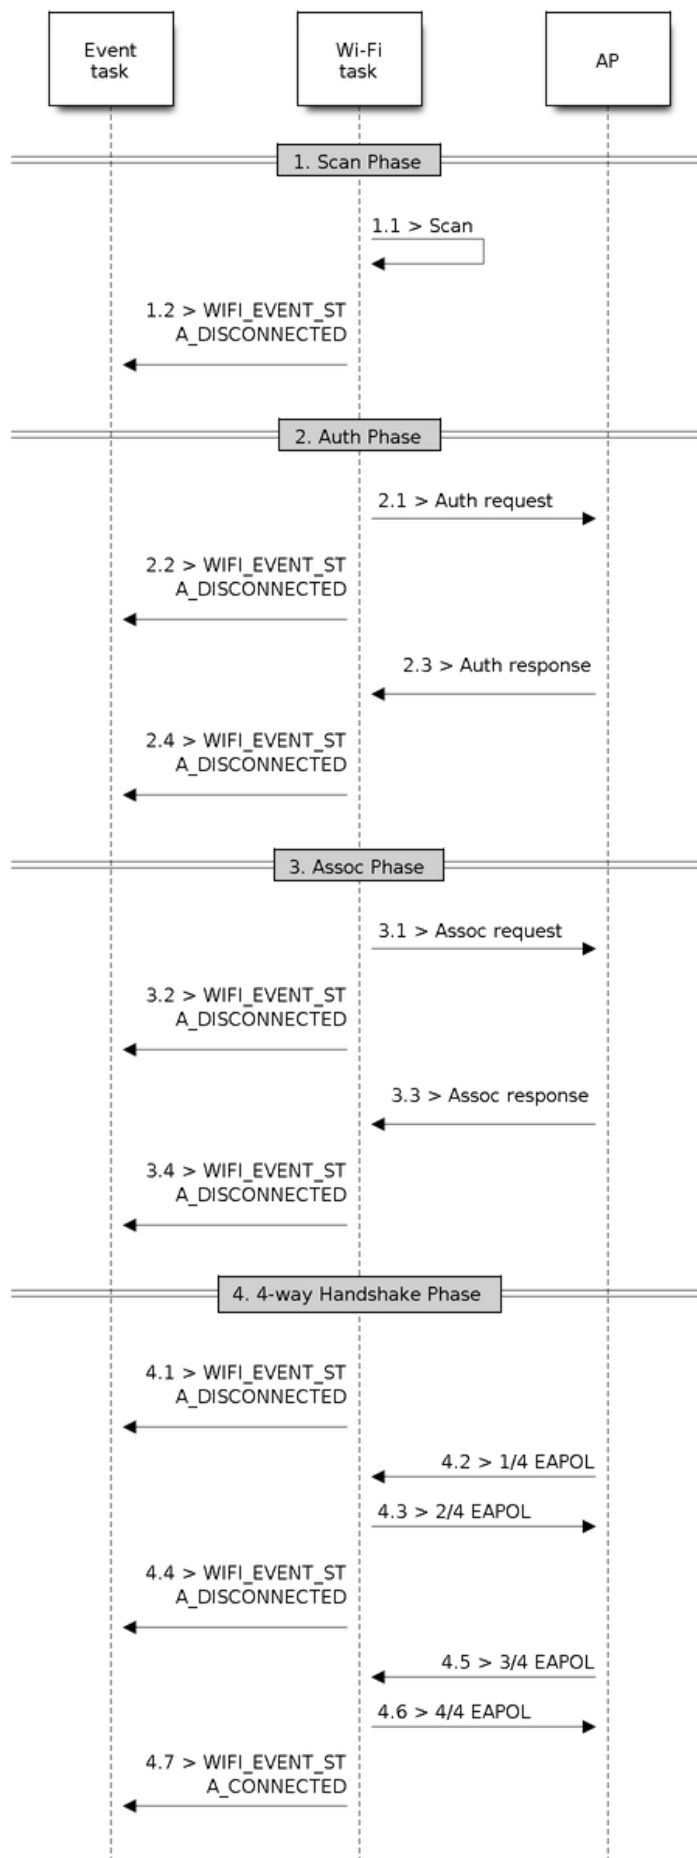 Event
task
Wi-Fi
task
AP
1. Scan Phase
1.1 > Scan
1.2 > WIFI_EVENT_ST
A_DISCONNECTED
2. Auth Phase
2.1 > Auth request
2.2 > WIFI_EVENT_ST
A_DISCONNECTED
2.3 > Auth response
2.4 > WIFI_EVENT_ST
A_DISCONNECTED
3. Assoc Phase
3.1 > Assoc request
3.2 > WIFI_EVENT_ST
A_DISCONNECTED
3.3 > Assoc response
3.4 > WIFI_EVENT_ST
A_DISCONNECTED
4. 4-way Handshake Phase
4.1 > WIFI_EVENT_ST
A_DISCONNECTED
4.2 > 1/4 EAPOL
4.3 > 2/4 EAPOL
4.4 > WIFI_EVENT_ST
A_DISCONNECTED
4.5 > 3/4 EAPOL
4.6 > 4/4 EAPOL
4.7 > WIFI_EVENT_ST
A_CONNECTED